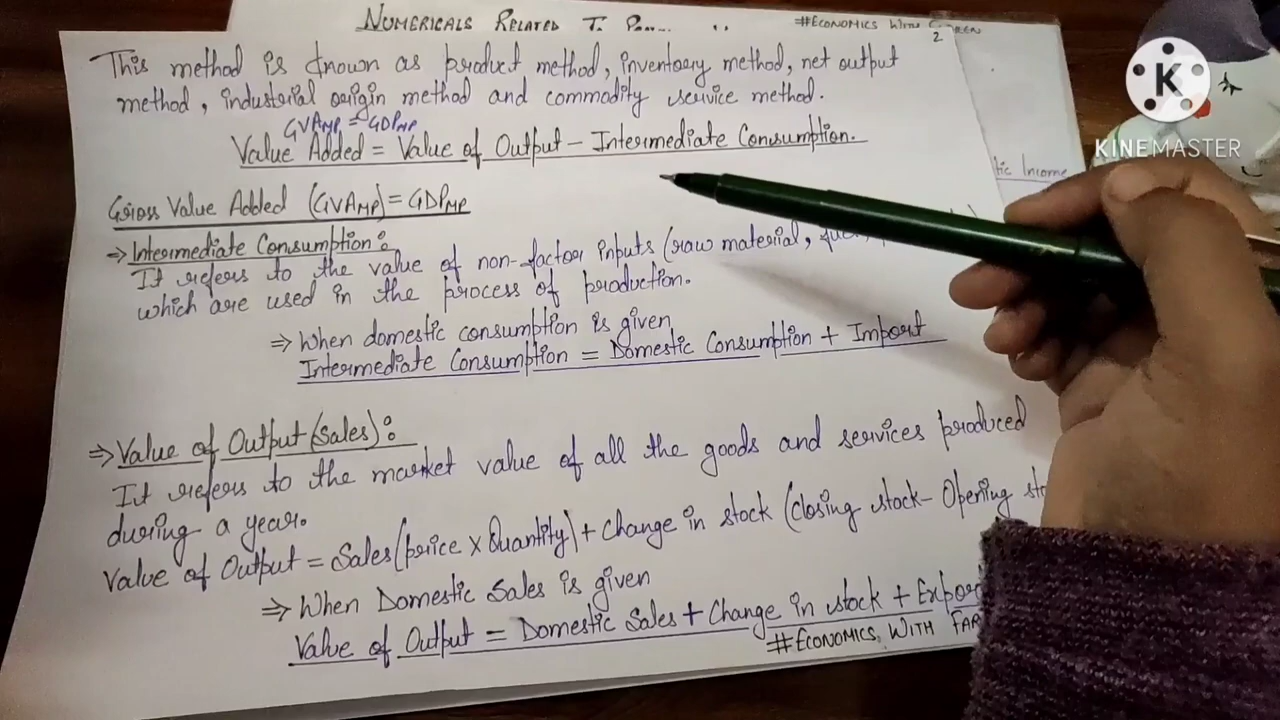 NUMERICALS RELATED TO
#ECONOMICS WITH
2
This method is known as product method, inventory method, net output
method, industrial origin method and commodity service method.
GVAMP = GDPMP
Value Added = Value of Output - Intermediate Consumption.
Gross Value Added (GVAMP) = GDPMP
⇒ Intermediate Consumption:
It refers to the value of non-factor inputs (raw material,
which are used in the process of production.
⇒ When domestic consumption is given
Intermediate Consumption = Domestic Consumption + Import
⇒ Value of Output (Sales):
It refers to the market value of all the goods and services produced
during a year.
Value of Output = Sales (price × Quantity) + Change in stock (closing stock - Opening
⇒ When Domestic Sales is given
Value of Output = Domestic Sales + Change in stock +
#ECONOMICS, WITH
Income
K
KINEMASTER